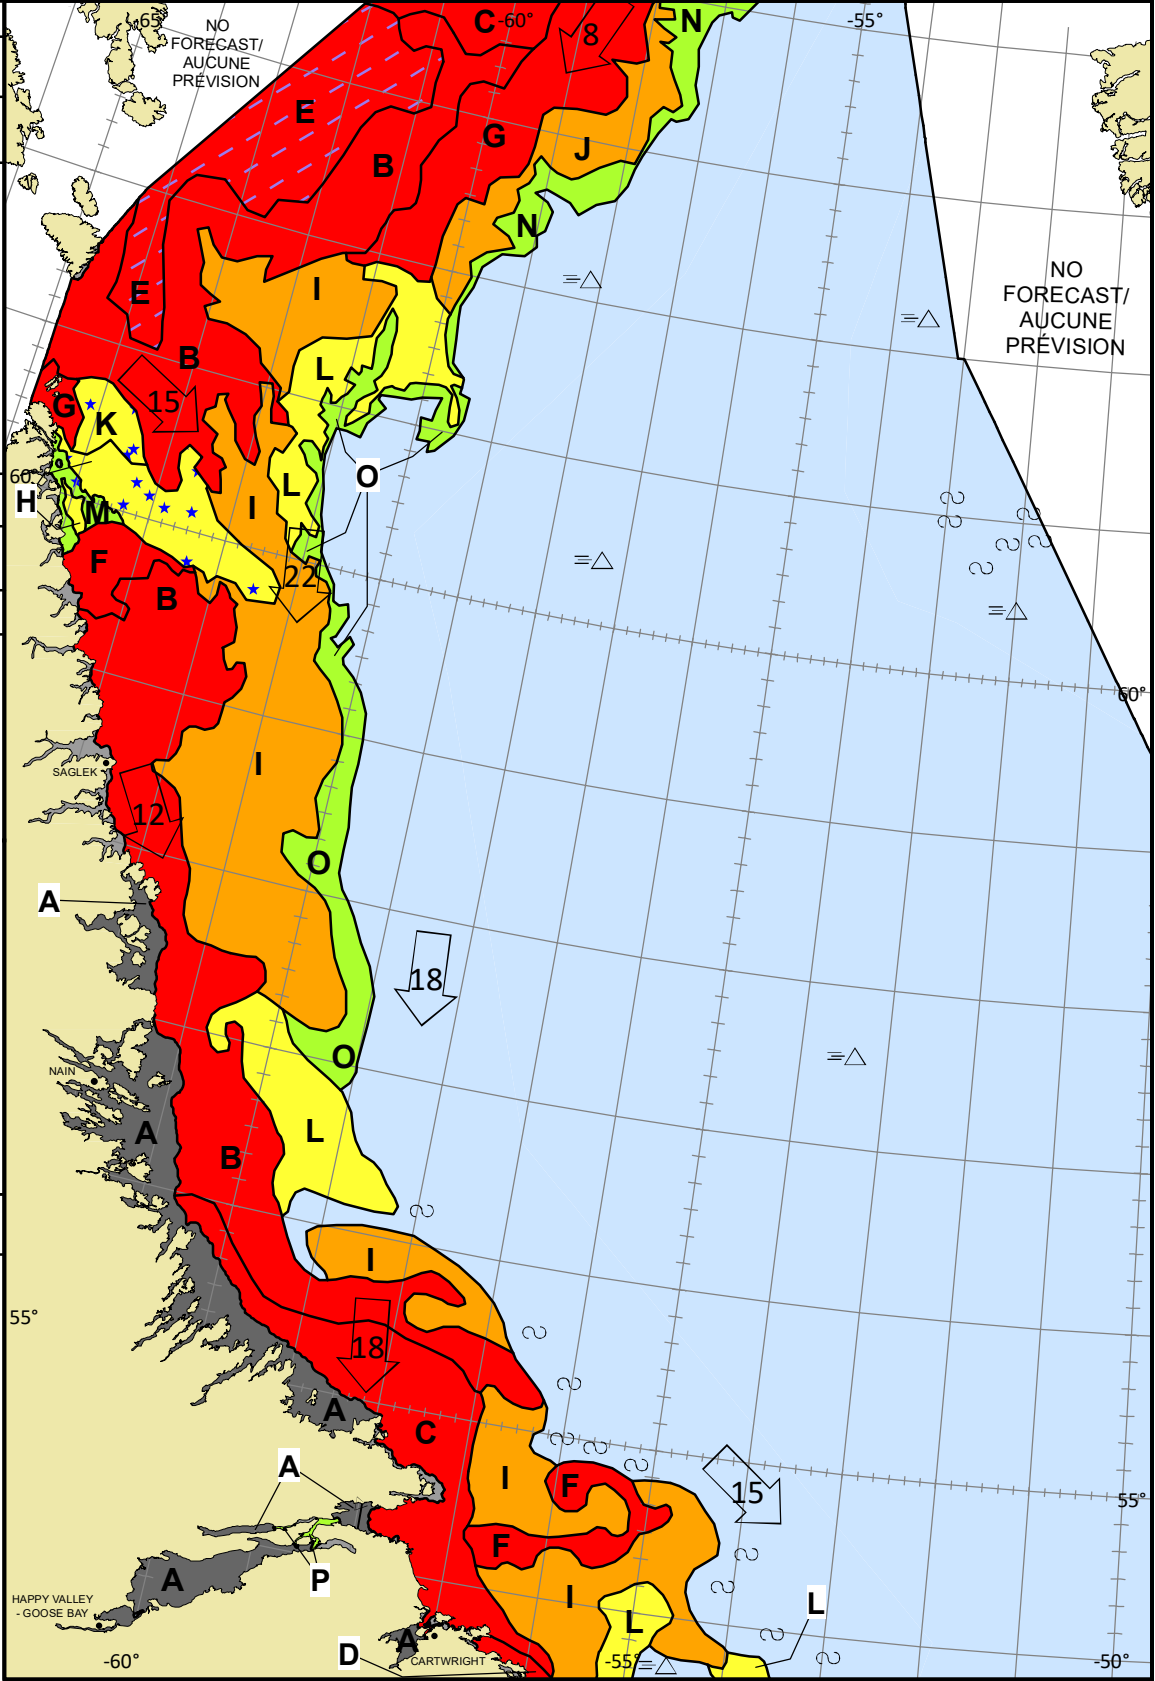 65°
NO
FORECAST/
AUCUNE
PRÉVISION
C
-60°
8
N
-55°
E
B
G
J
N
E
I
NO
FORECAST/
AUCUNE
PRÉVISION
B
L
G
K
15
60°
H
M
I
L
O
F
B
22
60°
I
SAGLEK
12
O
A
18
NAIN
O
A
B
L
I
55°
18
A
C
A
I
F
15
55°
F
A
P
HAPPY VALLEY
- GOOSE BAY
I
L
L
A
D
CARTWRIGHT
-60°
-55°
-50°